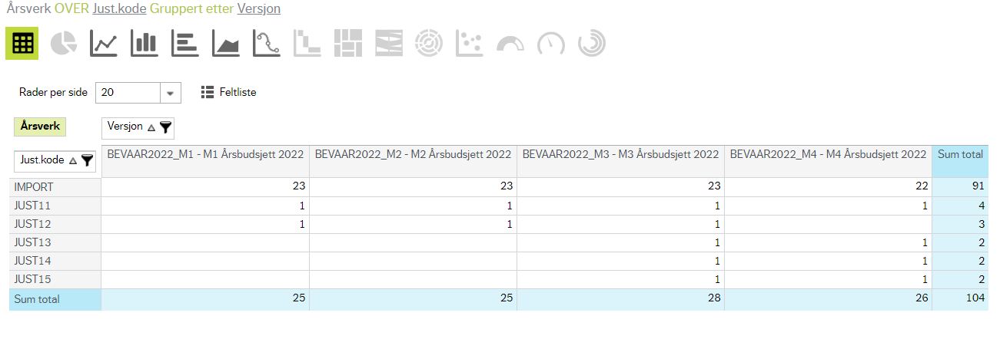 Årsverk OVER Just.kode Gruppert etter Versjon
Rader per side 20 Feltliste
Årsverk Versjon
Just.kode BEVAAR2022_M1 - M1 Årsbudsjett 2022 BEVAAR2022_M2 - M2 Årsbudsjett 2022 BEVAAR2022_M3 - M3 Årsbudsjett 2022 BEVAAR2022_M4 - M4 Årsbudsjett 2022 Sum total
IMPORT 23 23 23 22 91
JUST11 1 1 1 1 4
JUST12 1 1 1 3
JUST13 1 1 2
JUST14 1 1 2
JUST15 1 1 2
Sum total 25 25 28 26 104